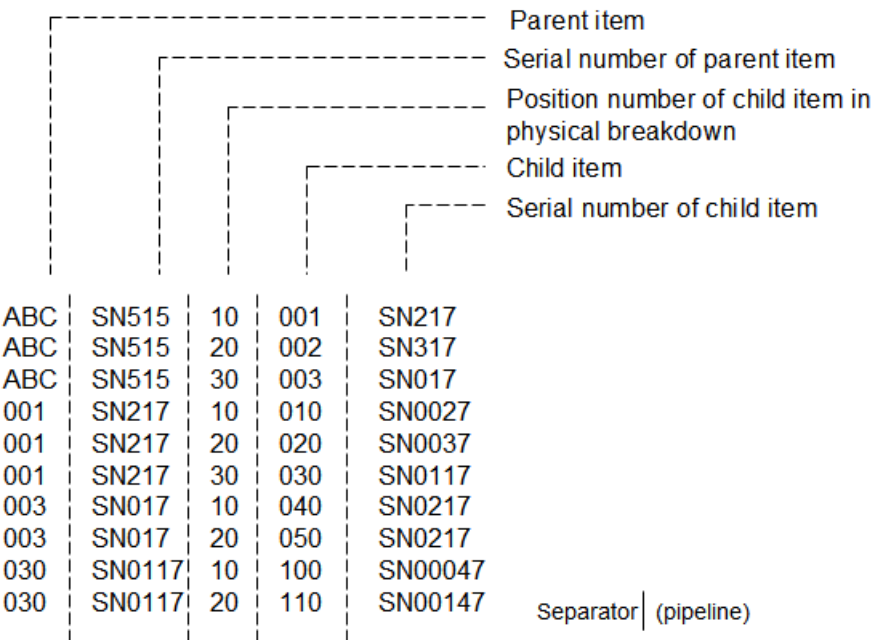 Parent item
Serial number of parent item
Position number of child item in
physical breakdown
Child item
Serial number of child item
ABC SN515 10 001 SN217
ABC SN515 20 002 SN317
ABC SN515 30 003 SN017
001 SN217 10 010 SN0027
001 SN217 20 020 SN0037
001 SN217 30 030 SN0117
003 SN017 10 040 SN0217
003 SN017 20 050 SN0217
030 SN0117 10 100 SN00047
030 SN0117 20 110 SN00147
Separator | (pipeline)